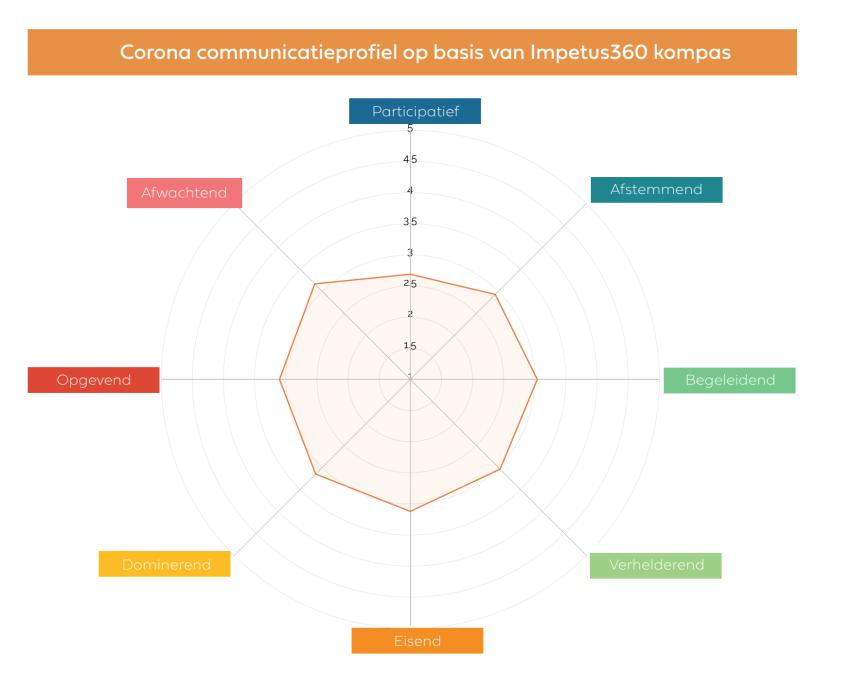 Corona communicatieprofiel op basis van Impetus360 kompas
Participatief
5
Afwachtend
Afstemmend
4.5
4
3.5
3
2.5
2
1.5
1
Opgevend
Begeleidend
Dominerend
Verhelderend
Eisend